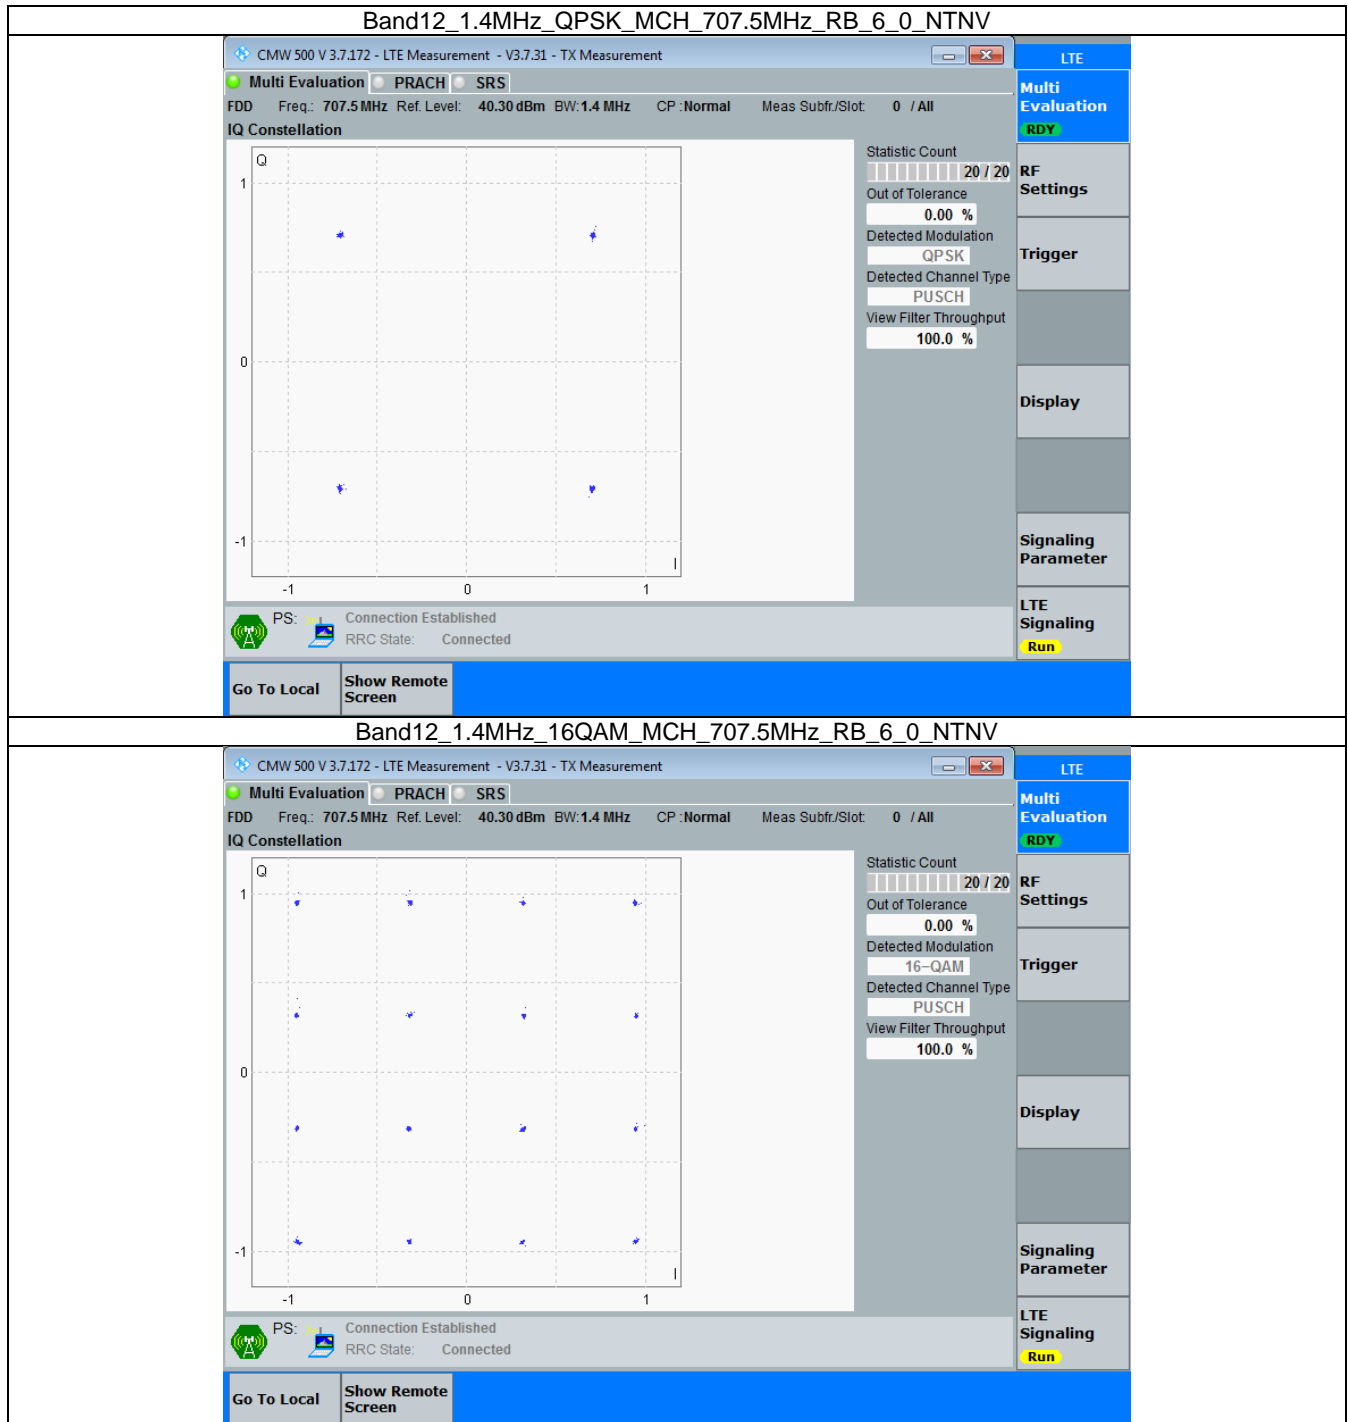 Band12_1.4MHz_QPSK_MCH_707.5MHz_RB_6_0_NTNV
CMW 500 V 3.7.172 - LTE Measurement - V3.7.31 - TX Measurement
LTE
Multi Evaluation PRACH SRS
Multi
Evaluation
RDY
FDD Freq.: 707.5 MHz Ref. Level: 40.30 dBm BW: 1.4 MHz CP : Normal Meas Subfr./Slot: 0 / All
IQ Constellation
Q
1
0
-1
I
-1 0 1
Statistic Count
20 / 20
Out of Tolerance
0.00 %
Detected Modulation
QPSK
Detected Channel Type
PUSCH
View Filter Throughput
100.0 %
RF
Settings
Trigger
Display
Signaling
Parameter
LTE
Signaling
Run
PS: Connection Established
RRC State: Connected
Go To Local
Show Remote
Screen
Band12_1.4MHz_16QAM_MCH_707.5MHz_RB_6_0_NTNV
CMW 500 V 3.7.172 - LTE Measurement - V3.7.31 - TX Measurement
LTE
Multi Evaluation PRACH SRS
Multi
Evaluation
RDY
FDD Freq.: 707.5 MHz Ref. Level: 40.30 dBm BW: 1.4 MHz CP : Normal Meas Subfr./Slot: 0 / All
IQ Constellation
Q
1
0
-1
I
-1 0 1
Statistic Count
20 / 20
Out of Tolerance
0.00 %
Detected Modulation
16-QAM
Detected Channel Type
PUSCH
View Filter Throughput
100.0 %
RF
Settings
Trigger
Display
Signaling
Parameter
LTE
Signaling
Run
PS: Connection Established
RRC State: Connected
Go To Local
Show Remote
Screen